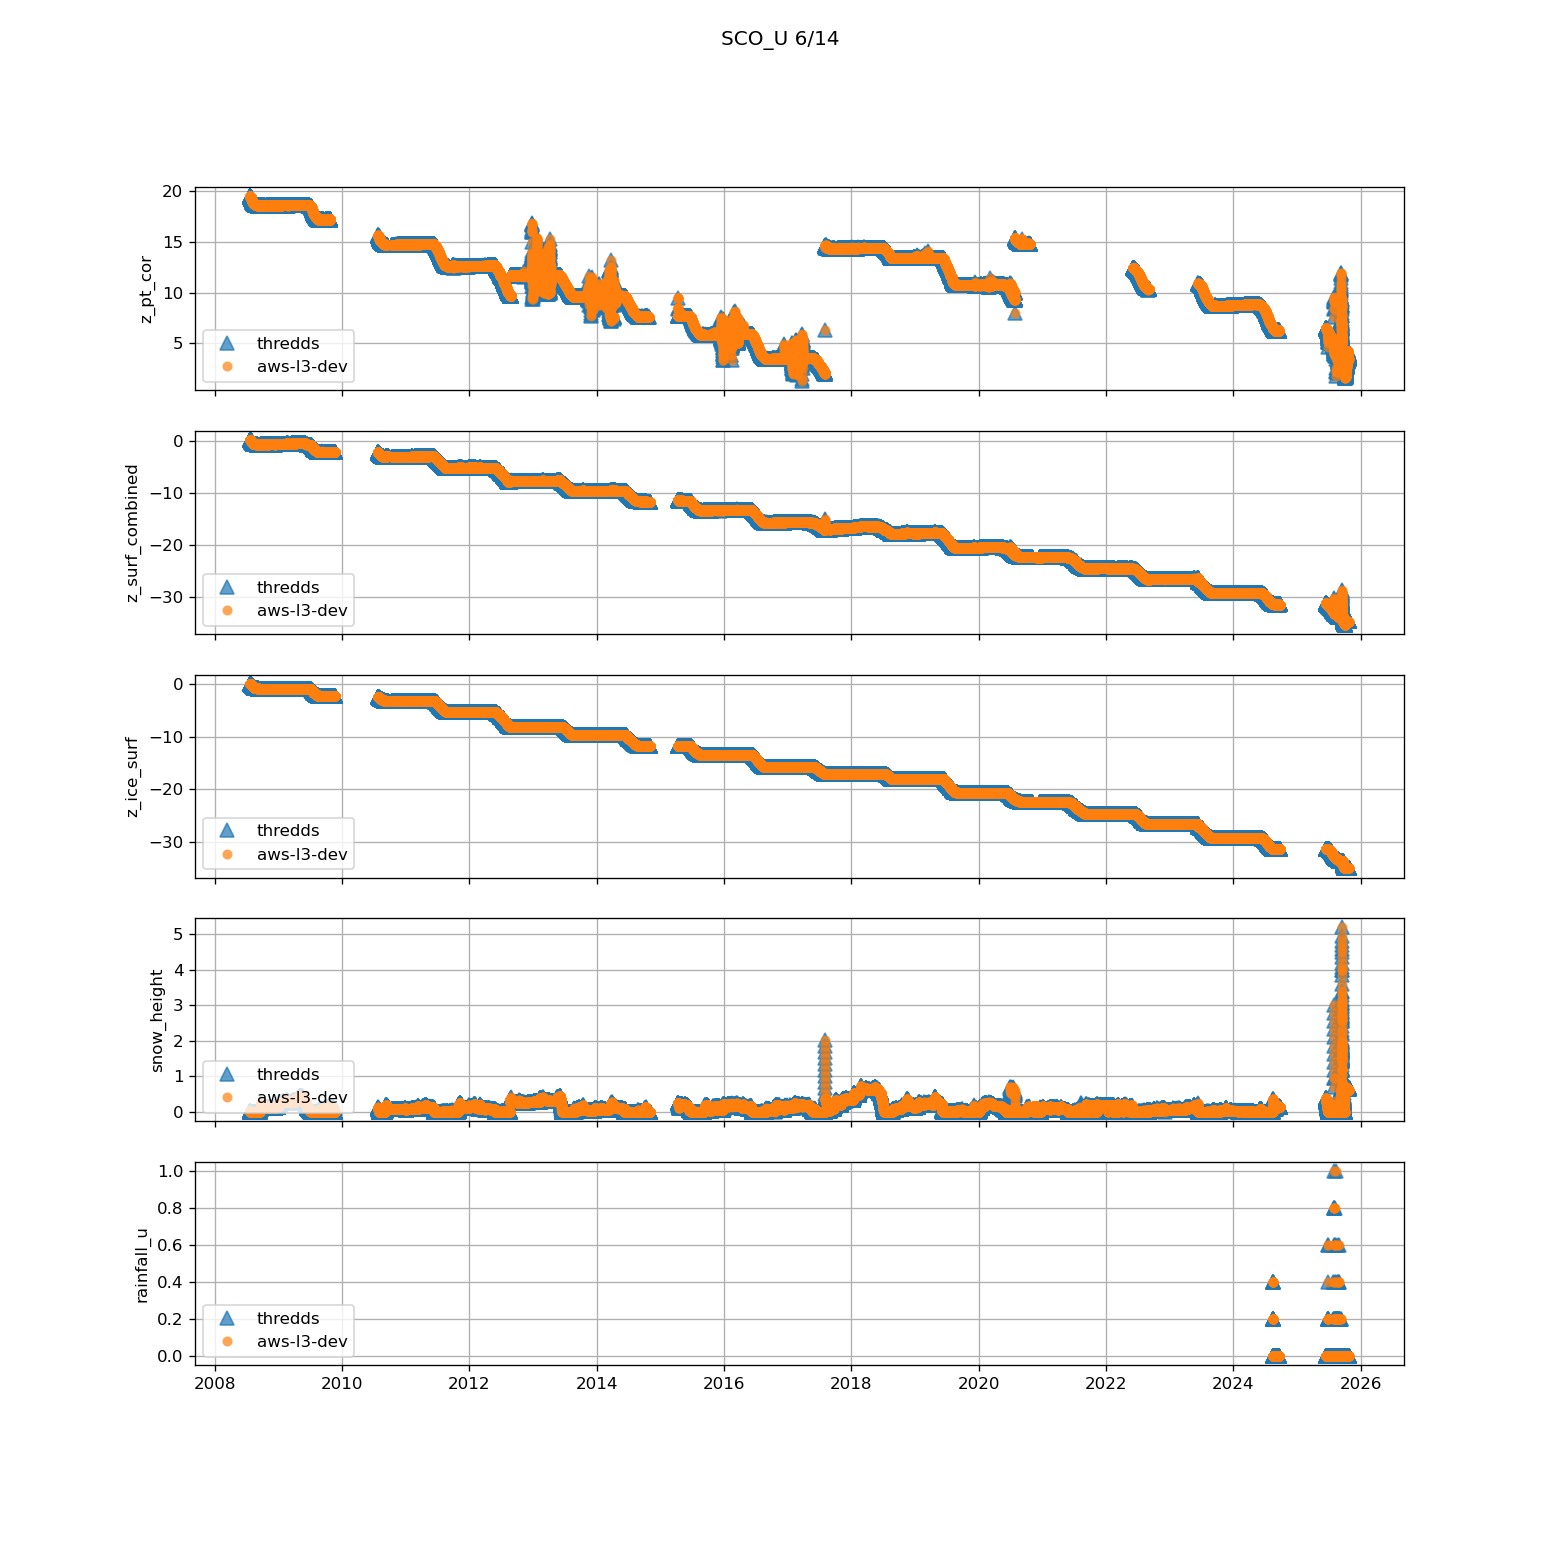 SCO_U 6/14
z_pt_cor
20
15
10
5
thredds
aws-l3-dev
z_surf_combined
0
−10
−20
−30
thredds
aws-l3-dev
z_ice_surf
0
−10
−20
−30
thredds
aws-l3-dev
snow_height
5
4
3
2
1
0
thredds
aws-l3-dev
rainfall_u
1.0
0.8
0.6
0.4
0.2
0.0
thredds
aws-l3-dev
2008 2010 2012 2014 2016 2018 2020 2022 2024 2026